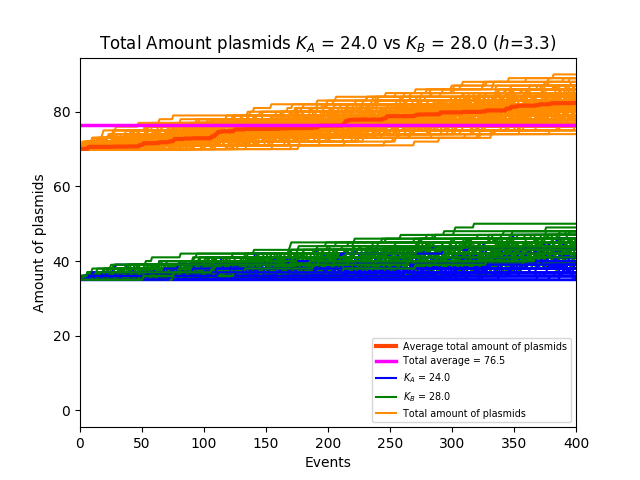 Total Amount plasmids K_A = 24.0 vs K_B = 28.0 (h=3.3)
Amount of plasmids
80
60
40
20
0
Average total amount of plasmids
Total average = 76.5
K_A = 24.0
K_B = 28.0
Total amount of plasmids
0 50 100 150 200 250 300 350 400
Events